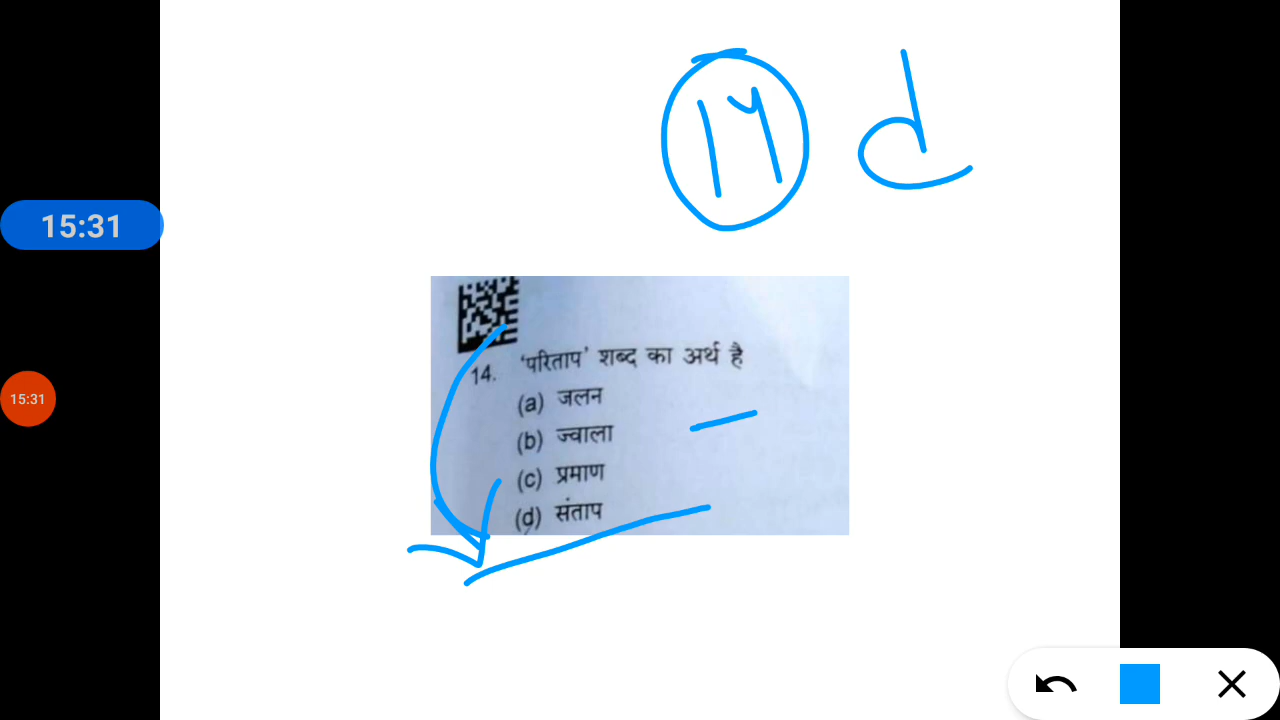 14 d
15:31
14. 'परिताप' शब्द का अर्थ है
15:31
(a) जलन
(b) ज्वाला
(c) प्रमाण
(d) संताप